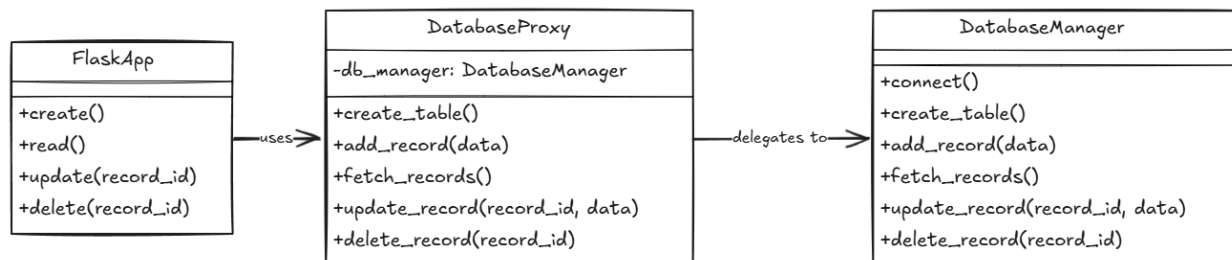 FlaskApp
+create()
+read()
+update(record_id)
+delete(record_id)
uses
DatabaseProxy
-db_manager: DatabaseManager
+create_table()
+add_record(data)
+fetch_records()
+update_record(record_id, data)
+delete_record(record_id)
delegates to
DatabaseManager
+connect()
+create_table()
+add_record(data)
+fetch_records()
+update_record(record_id, data)
+delete_record(record_id)